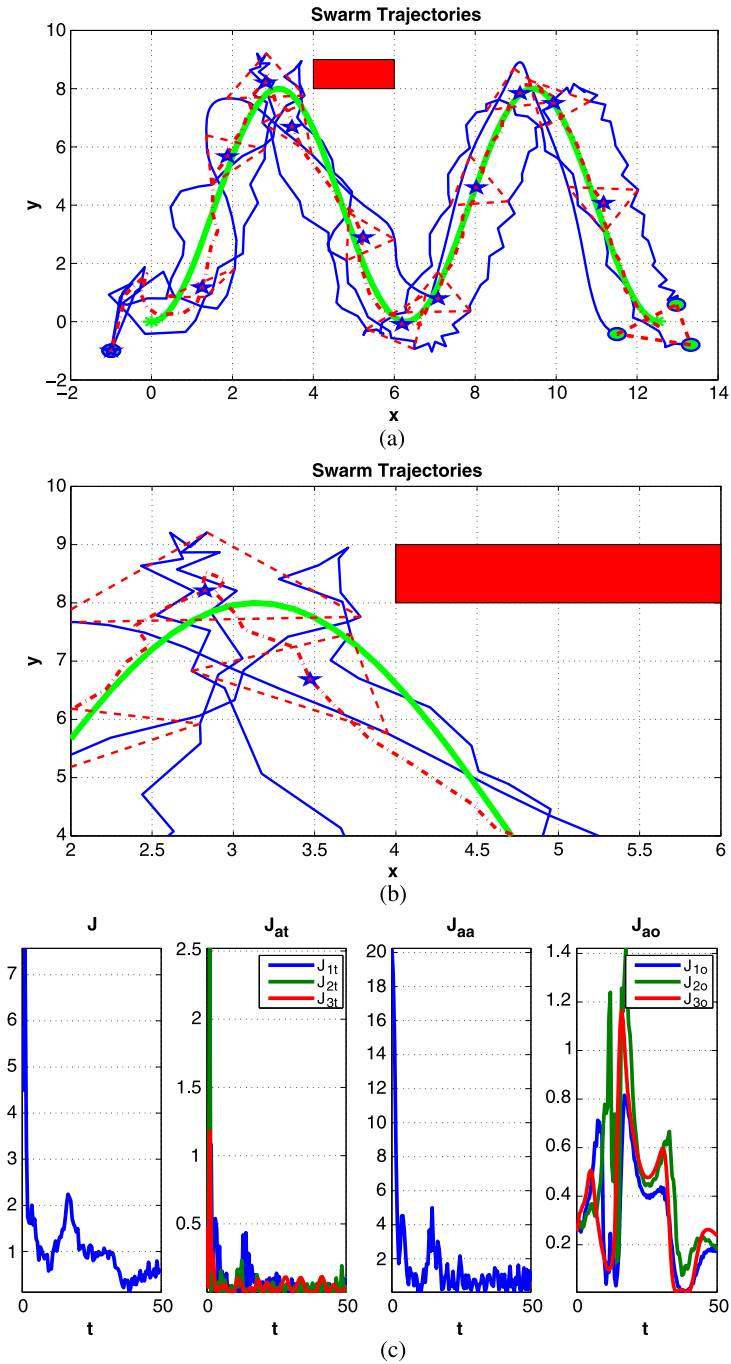 Swarm Trajectories
10
8
6
4
2
0
−2
y
−2 0 2 4 6 8 10 12 14
x
(a)
Swarm Trajectories
10
9
8
7
6
5
4
y
2 2.5 3 3.5 4 4.5 5 5.5 6
x
(b)
J
7
6
5
4
3
2
1
0 50
t
J_at
2.5
2
1.5
1
0.5
J_1t
J_2t
J_3t
0 50
t
J_aa
20
18
16
14
12
10
8
6
4
2
0 50
t
J_ao
1.4
1.2
1
0.8
0.6
0.4
0.2
J_1o
J_2o
J_3o
0 50
t
(c)